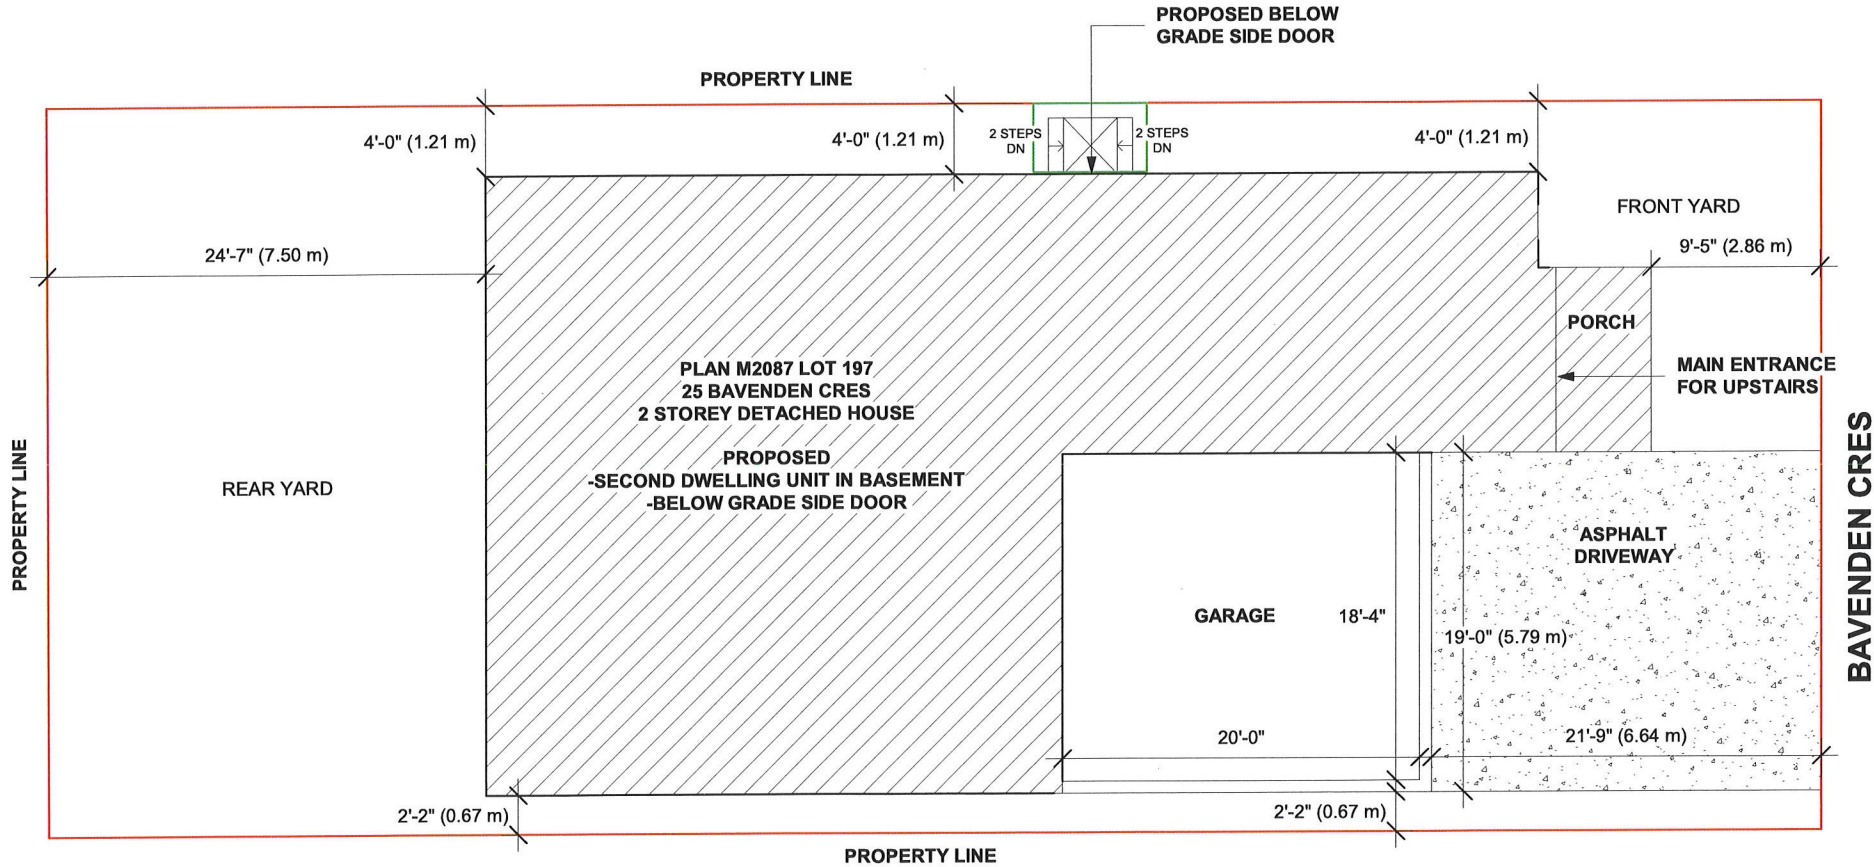 PROPOSED BELOW
GRADE SIDE DOOR
PROPERTY LINE
4'-0" (1.21 m)
4'-0" (1.21 m)
2 STEPS
DN
2 STEPS
DN
4'-0" (1.21 m)
FRONT YARD
24'-7" (7.50 m)
9'-5" (2.86 m)
PORCH
MAIN ENTRANCE
FOR UPSTAIRS
PLAN M2087 LOT 197
25 BAVENDEN CRES
2 STOREY DETACHED HOUSE
PROPOSED
-SECOND DWELLING UNIT IN BASEMENT
-BELOW GRADE SIDE DOOR
PROPERTY LINE
REAR YARD
BAVENDEN CRES
ASPHALT
DRIVEWAY
GARAGE
18'-4"
19'-0" (5.79 m)
20'-0"
21'-9" (6.64 m)
2'-2" (0.67 m)
2'-2" (0.67 m)
PROPERTY LINE